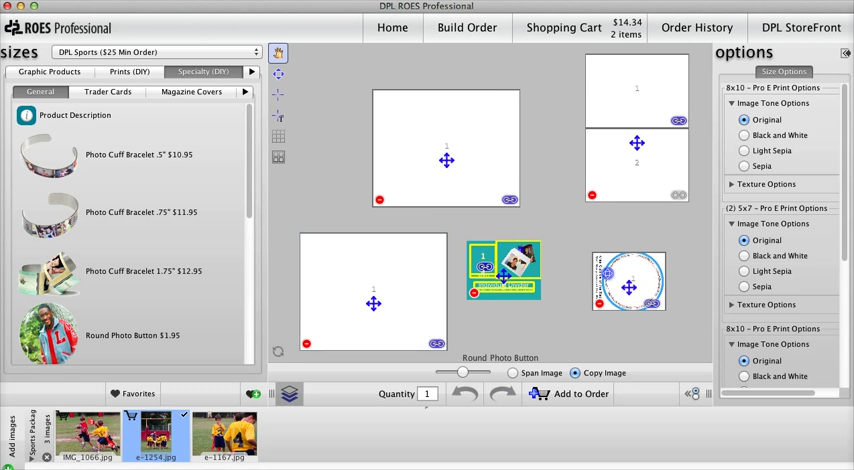 DPL ROES Professional
ROES Professional
Home
Build Order
Shopping Cart
$14.34
2 items
Order History
DPL StoreFront
sizes
DPL Sports ($25 Min Order)
Graphic Products
Prints (DIY)
Specialty (DIY)
General
Trader Cards
Magazine Covers
Product Description
Photo Cuff Bracelet .5" $10.95
Photo Cuff Bracelet .75" $11.95
Photo Cuff Bracelet 1.75" $12.95
Round Photo Button $1.95
Favorites
1
1
2
1
1
1
Round Photo Button
Span Image
Copy Image
Quantity
1
Add to Order
options
Size Options
8x10 - Pro E Print Options
Image Tone Options
Original
Black and White
Light Sepia
Sepia
Texture Options
(2) 5x7 - Pro E Print Options
Image Tone Options
Original
Black and White
Light Sepia
Sepia
Texture Options
8x10 - Pro E Print Options
Image Tone Options
Original
Black and White
Add images
Sports Packag
3 images
IMG_1066.jpg
e-1254.jpg
e-1167.jpg